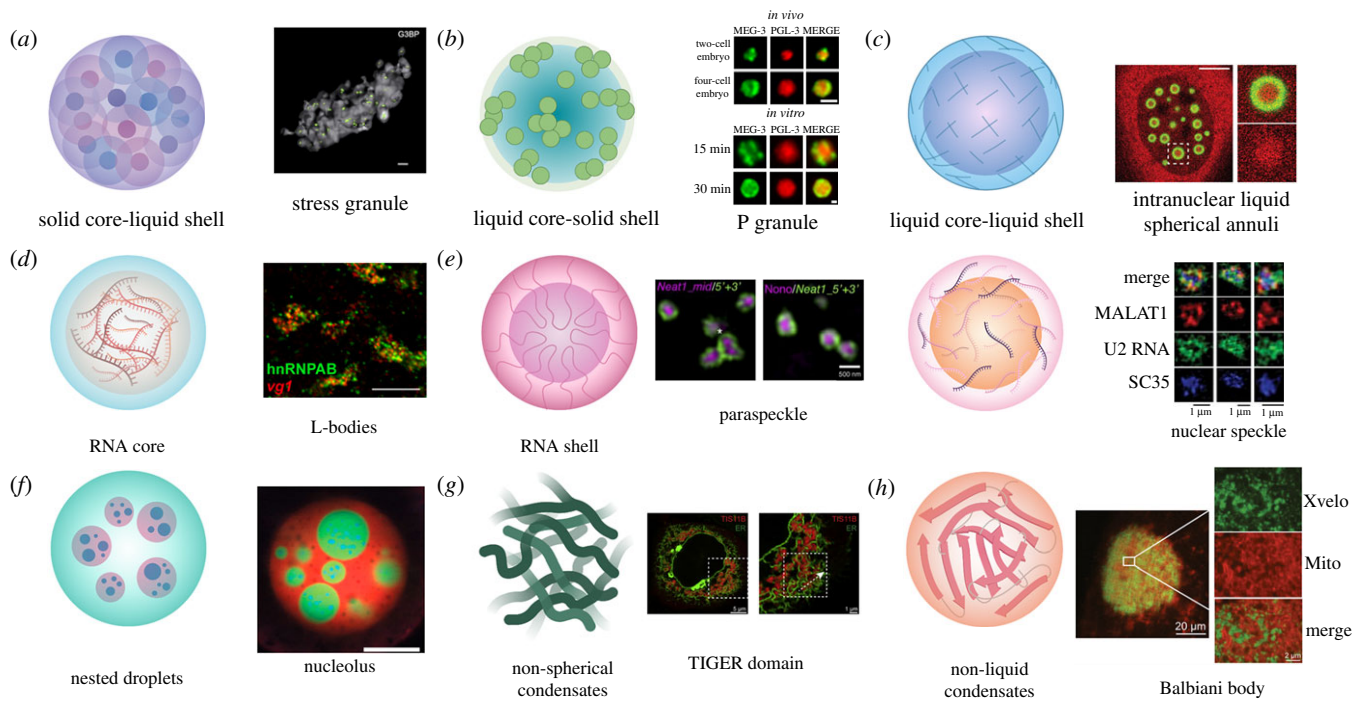 (a)
G3BP
solid core-liquid shell
stress granule
(b)
liquid core-solid shell
in vivo
MEG-3 PGL-3 MERGE
two-cell
embryo
four-cell
embryo
in vitro
MEG-3 PGL-3 MERGE
15 min
30 min
P granule
(c)
liquid core-liquid shell
intranuclear liquid
spherical annuli
(d)
RNA core
hnRNPAB
vg1
L-bodies
(e)
RNA shell
Neat1_mid/5'+3'
Nono/Neat1_5'+3'
500 nm
paraspeckle
merge
MALAT1
U2 RNA
SC35
1 μm 1 μm 1 μm
nuclear speckle
(f)
nested droplets
nucleolus
(g)
non-spherical
condensates
TIS11B
ER
5 μm
TIS11B
ER
1 μm
TIGER domain
(h)
non-liquid
condensates
20 μm
Xvelo
Mito
merge
2 μm
Balbiani body